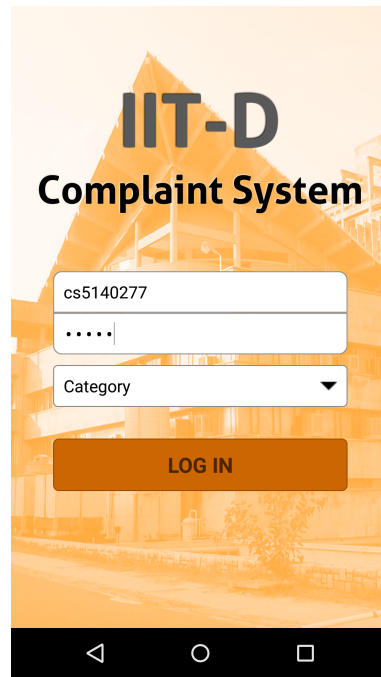 IIT-D
Complaint System
cs5140277
•••••
Category
LOG IN